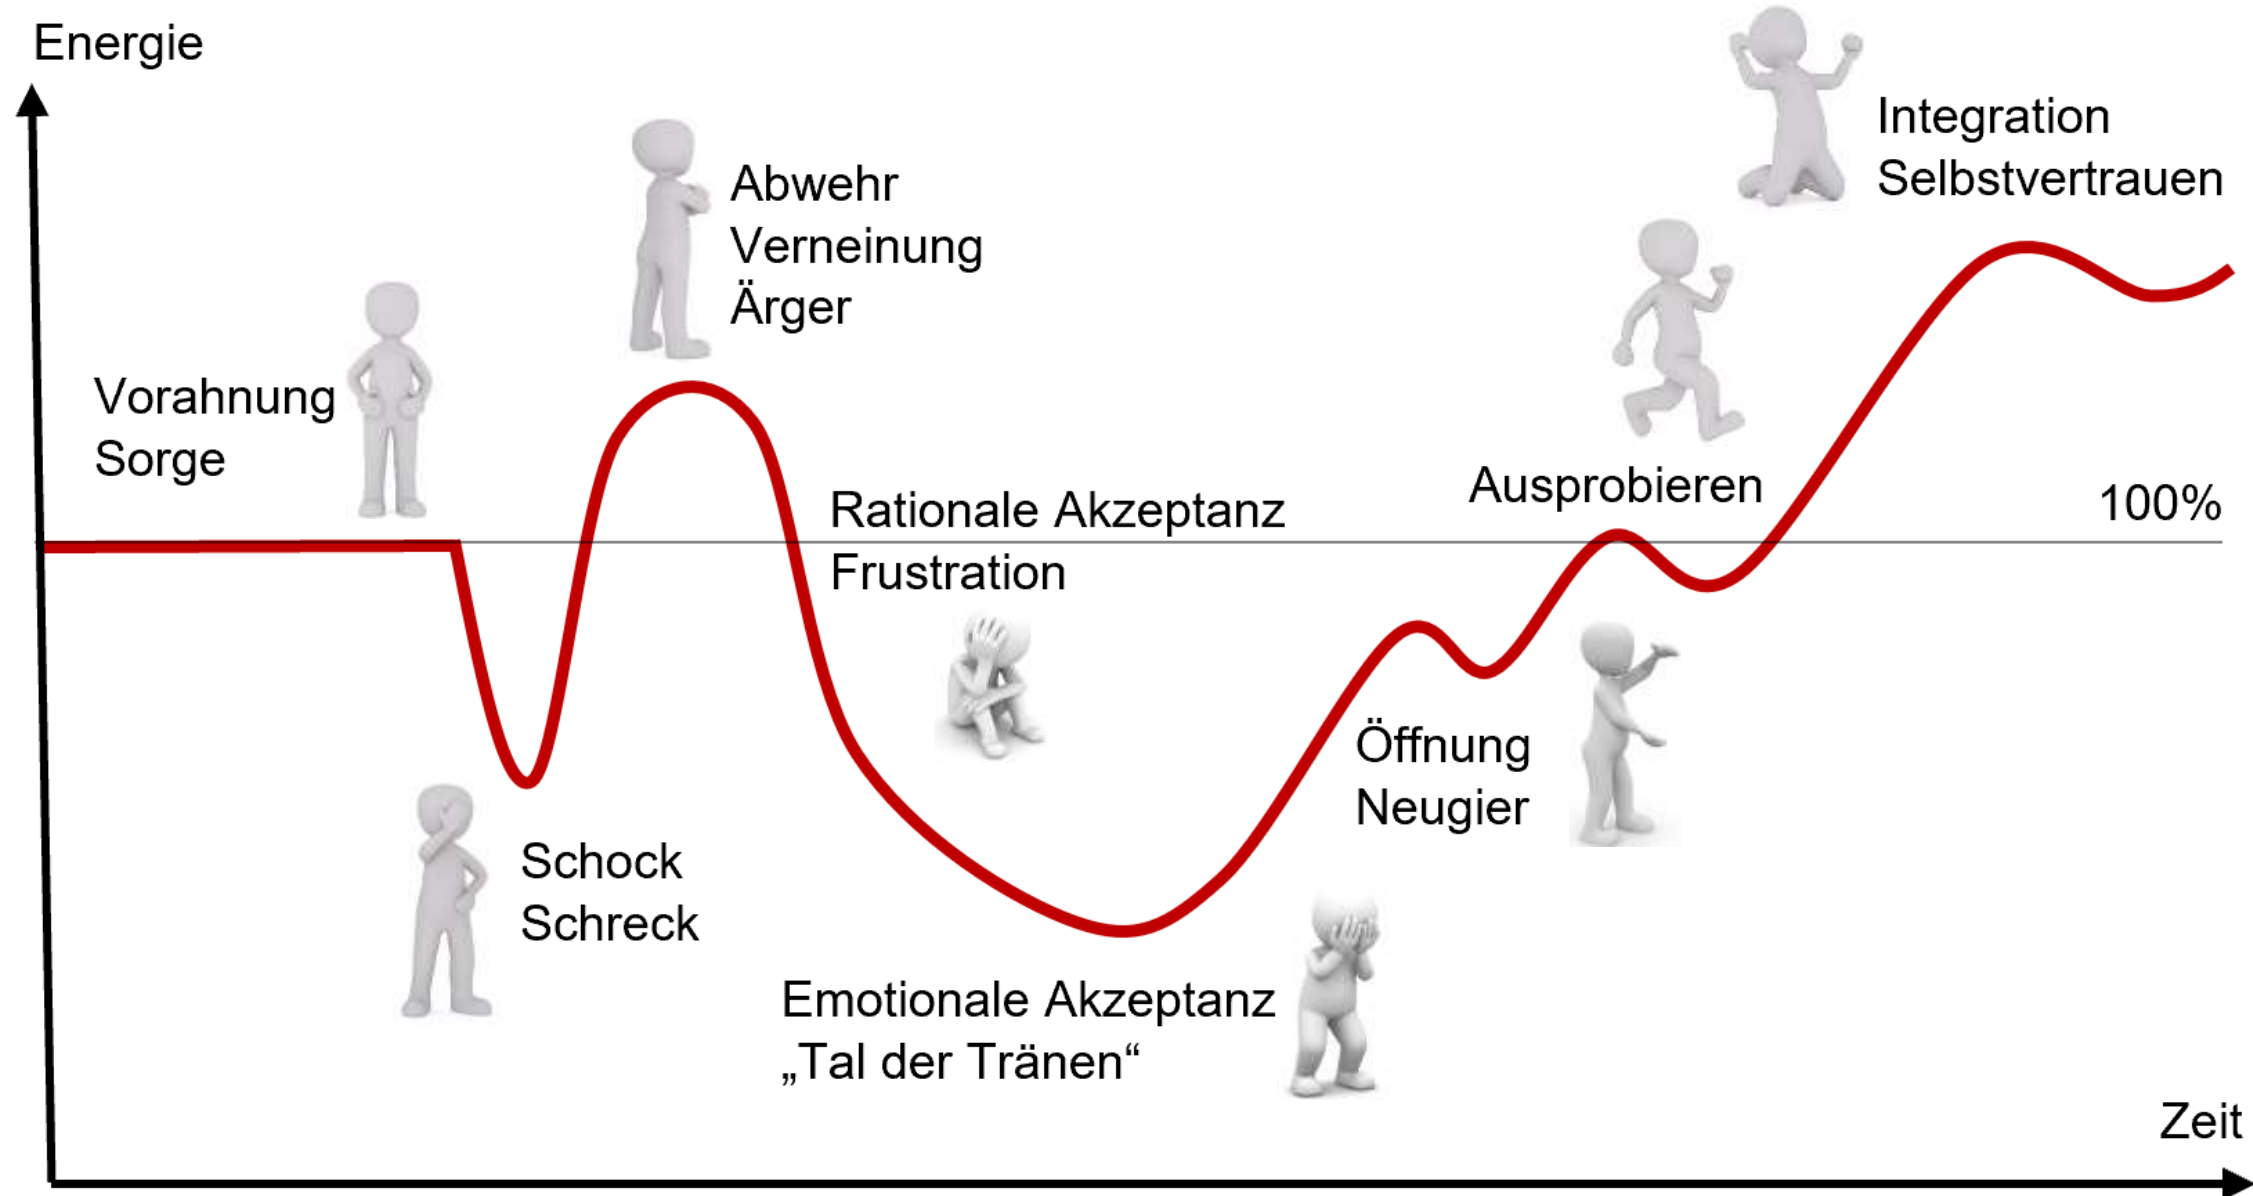 Energie
Vorahnung
Sorge
Schock
Schreck
Abwehr
Verneinung
Ärger
Rationale Akzeptanz
Frustration
Emotionale Akzeptanz
„Tal der Tränen“
Öffnung
Neugier
Ausprobieren
Integration
Selbstvertrauen
100%
Zeit